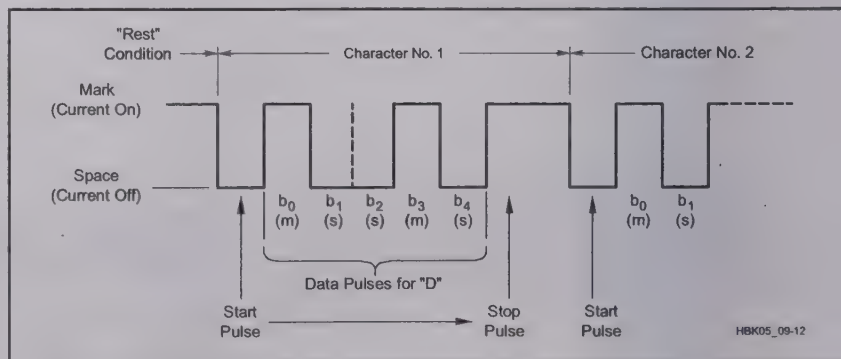 "Rest"
Condition
Character No. 1
Character No. 2
Mark
(Current On)
Space
(Current Off)
b₀ b₁ b₂ b₃ b₄ b₀ b₁
(m) (s) (s) (m) (s) (m) (s)
Data Pulses for "D"
Start
Pulse
Stop
Pulse
Start
Pulse
HBK05_09-12